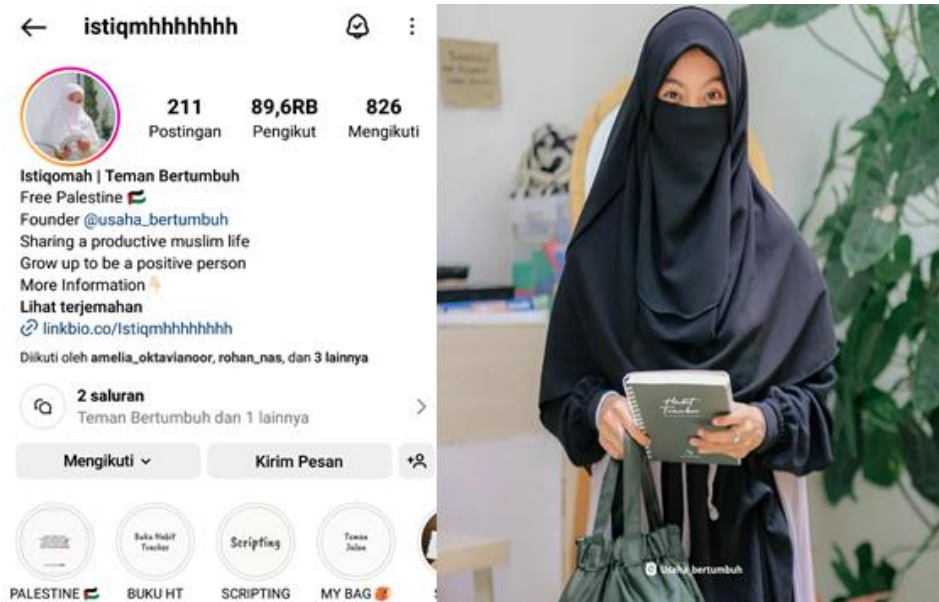 istiqmhhhhhhhh
211
Postingan
89,6RB
Pengikut
826
Mengikuti
Istiqomah | Teman Bertumbuh
Free Palestine 🇵🇸
Founder @usaha_bertumbuh
Sharing a productive muslim life
Grow up to be a positive person
More Information👇🏻
Lihat terjemahan
linkbio.co/Istiqmhhhhhhhh
Diikuti oleh amelia_oktavianoor, rohan_nas, dan 3 lainnya
2 saluran
Teman Bertumbuh dan 1 lainnya
Mengikuti
Kirim Pesan
Buku Habit
Tracker
Scripting
Teman
Jalan
PALESTINE 🇵🇸
BUKU HT
SCRIPTING
MY BAG
Habit
Tracker
Usaha_bertumbuh